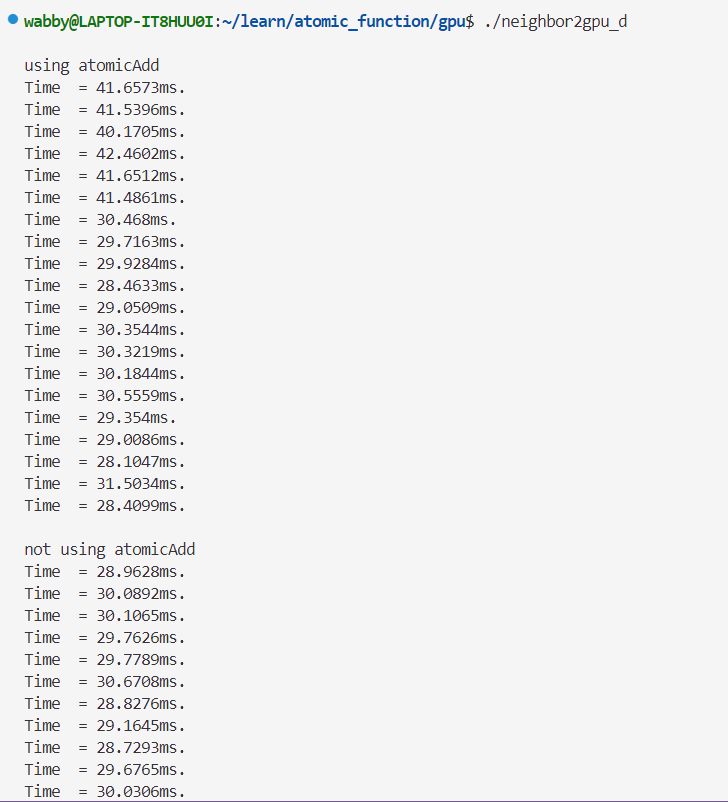 wabby@LAPTOP-IT8HUU0I:~/learn/atomic_function/gpu$ ./neighbor2gpu_d
using atomicAdd
Time  = 41.6573ms.
Time  = 41.5396ms.
Time  = 40.1705ms.
Time  = 42.4602ms.
Time  = 41.6512ms.
Time  = 41.4861ms.
Time  = 30.468ms.
Time  = 29.7163ms.
Time  = 29.9284ms.
Time  = 28.4633ms.
Time  = 29.0509ms.
Time  = 30.3544ms.
Time  = 30.3219ms.
Time  = 30.1844ms.
Time  = 30.5559ms.
Time  = 29.354ms.
Time  = 29.0086ms.
Time  = 28.1047ms.
Time  = 31.5034ms.
Time  = 28.4099ms.
not using atomicAdd
Time  = 28.9628ms.
Time  = 30.0892ms.
Time  = 30.1065ms.
Time  = 29.7626ms.
Time  = 29.7789ms.
Time  = 30.6708ms.
Time  = 28.8276ms.
Time  = 29.1645ms.
Time  = 28.7293ms.
Time  = 29.6765ms.
Time  = 30.0306ms.